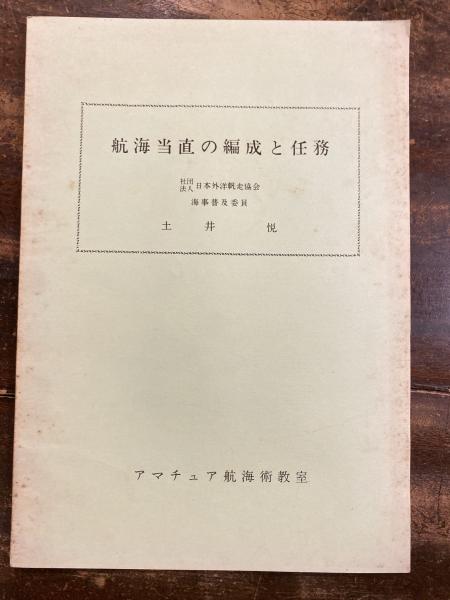 航海当直の編成と任務
社団法人 日本外洋帆走協会
海事普及委員
土井 悦
アマチュア航海術教室